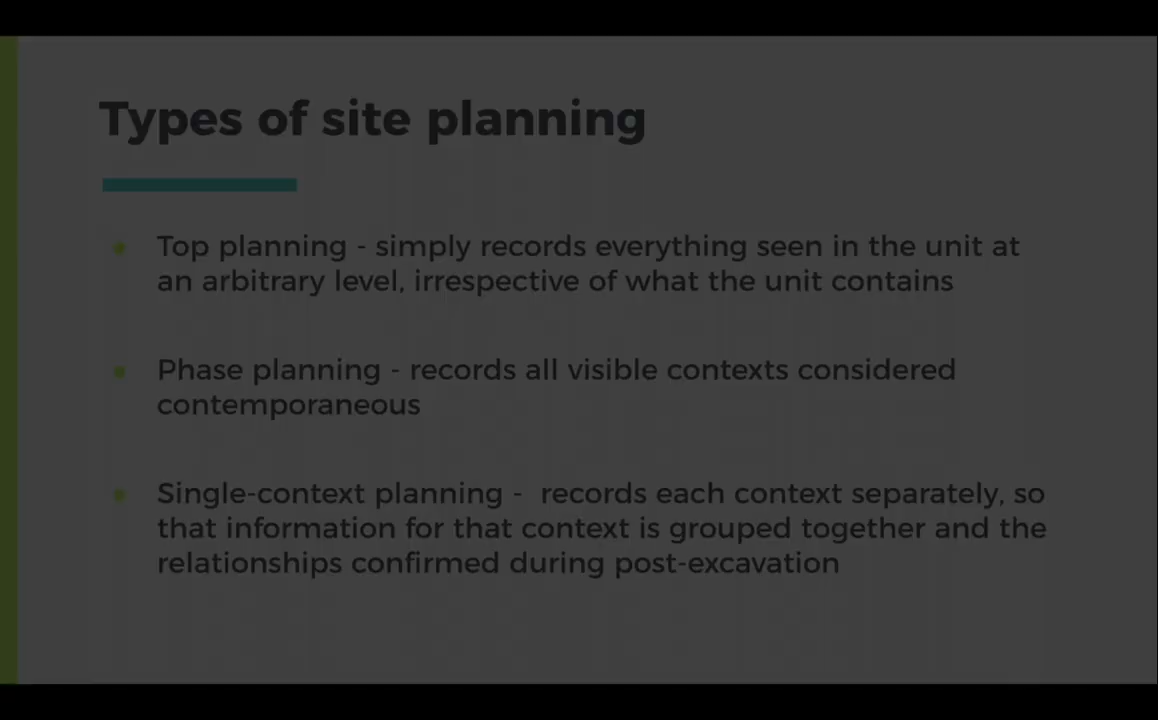 Types of site planning
Top planning - simply records everything seen in the unit at
an arbitrary level, irrespective of what the unit contains
Phase planning - records all visible contexts considered
contemporaneous
Single-context planning -  records each context separately, so
that information for that context is grouped together and the
relationships confirmed during post-excavation